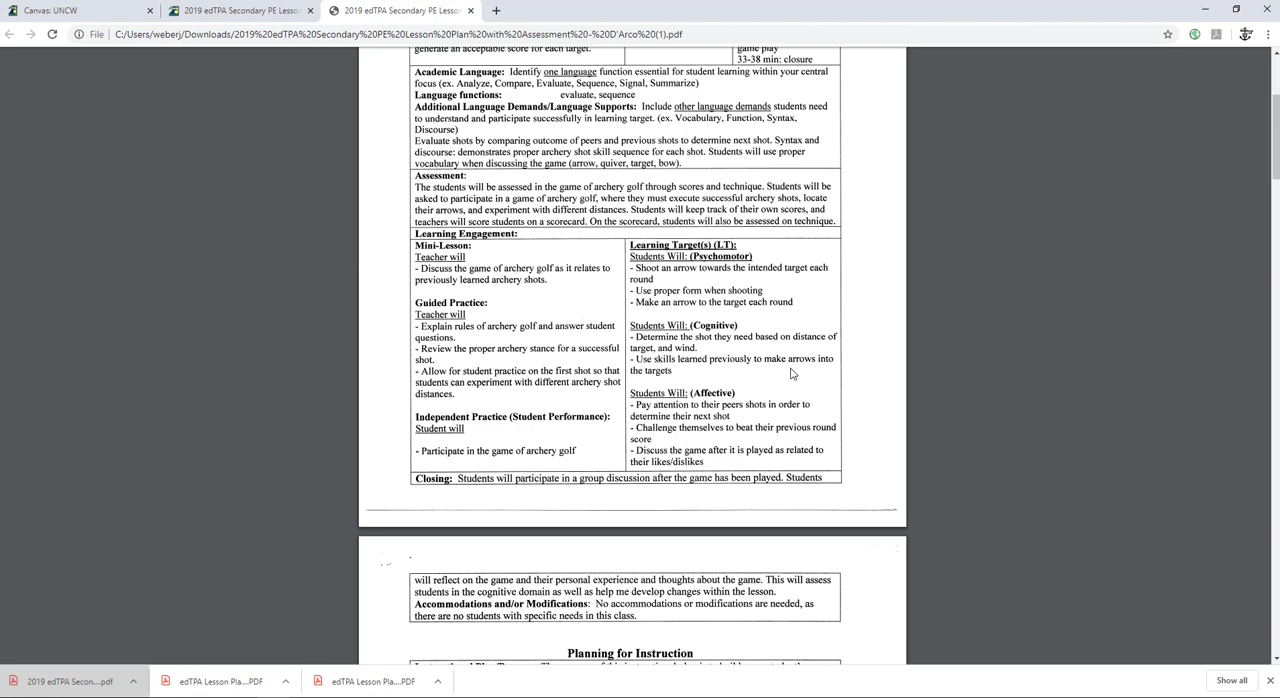 Canvas: UNCW
2019 edTPA Secondary PE Lesso
2019 edTPA Secondary PE Lesso
File
C:/Users/weberj/Downloads/2019%20edTPA%20Secondary%20PE%20Lesson%20Plan%20with%20Assessment%20-%20D'Arco%20(1).pdf
generate an acceptable score for each target.
game play
33-38 min: closure
Academic Language: Identify one language function essential for student learning within your central
focus (ex. Analyze, Compare, Evaluate, Sequence, Signal, Summarize)
Language functions: evaluate, sequence
Additional Language Demands/Language Supports: Include other language demands students need
to understand and participate successfully in learning target. (ex. Vocabulary, Function, Syntax,
Discourse)
Evaluate shots by comparing outcome of peers and previous shots to determine next shot. Syntax and
discourse: demonstrates proper archery shot skill sequence for each shot. Students will use proper
vocabulary when discussing the game (arrow, quiver, target, bow).
Assessment:
The students will be assessed in the game of archery golf through scores and technique. Students will be
asked to participate in a game of archery golf, where they must execute successful archery shots, locate
their arrows, and experiment with different distances. Students will keep track of their own scores, and
teachers will score students on a scorecard. On the scorecard, students will also be assessed on technique.
Learning Engagement:
Mini-Lesson:
Teacher will
- Discuss the game of archery golf as it relates to
previously learned archery shots.
Guided Practice:
Teacher will
- Explain rules of archery golf and answer student
questions.
- Review the proper archery stance for a successful
shot.
- Allow for student practice on the first shot so that
students can experiment with different archery shot
distances.
Independent Practice (Student Performance):
Student will
- Participate in the game of archery golf
Learning Target(s) (LT):
Students Will: (Psychomotor)
- Shoot an arrow towards the intended target each
round
- Use proper form when shooting
- Make an arrow to the target each round
Students Will: (Cognitive)
- Determine the shot they need based on distance of
target, and wind.
- Use skills learned previously to make arrows into
the targets
Students Will: (Affective)
- Pay attention to their peers shots in order to
determine their next shot
- Challenge themselves to beat their previous round
score
- Discuss the game after it is played as related to
their likes/dislikes
Closing: Students will participate in a group discussion after the game has been played. Students
will reflect on the game and their personal experience and thoughts about the game. This will assess
students in the cognitive domain as well as help me develop changes within the lesson.
Accommodations and/or Modifications: No accommodations or modifications are needed, as
there are no students with specific needs in this class.
Planning for Instruction
2019 edTPA Secon....pdf
edTPA Lesson Pla....PDF
edTPA Lesson Pla....PDF
Show all